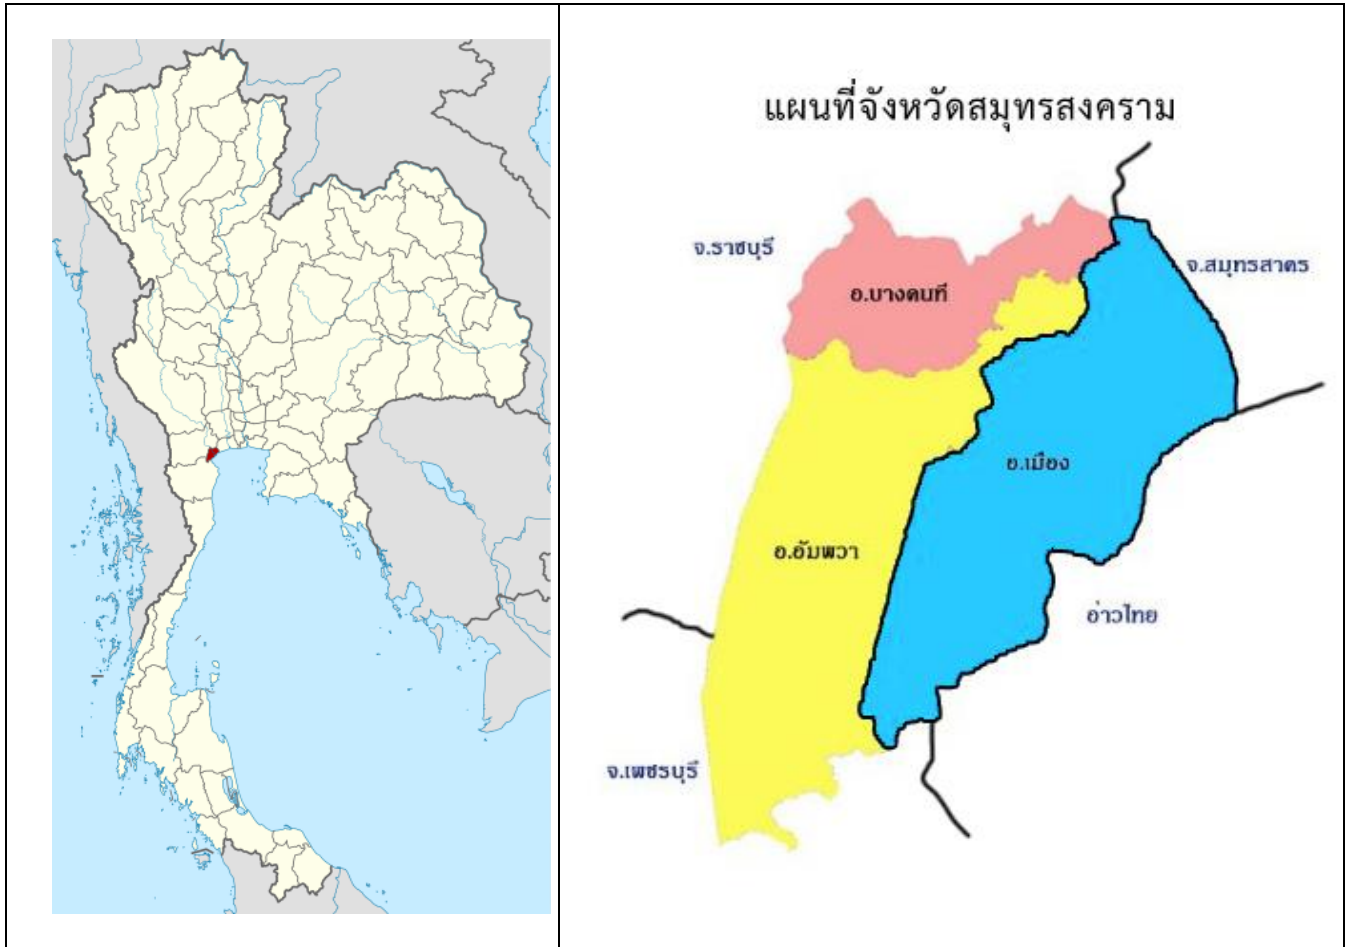 แผนที่จังหวัดสมุทรสงคราม
จ.ราชบุรี
จ.สมุทรสาคร
อ.บางคนที
อ.เมือง
อ.อัมพวา
อ่าวไทย
จ.เพชรบุรี